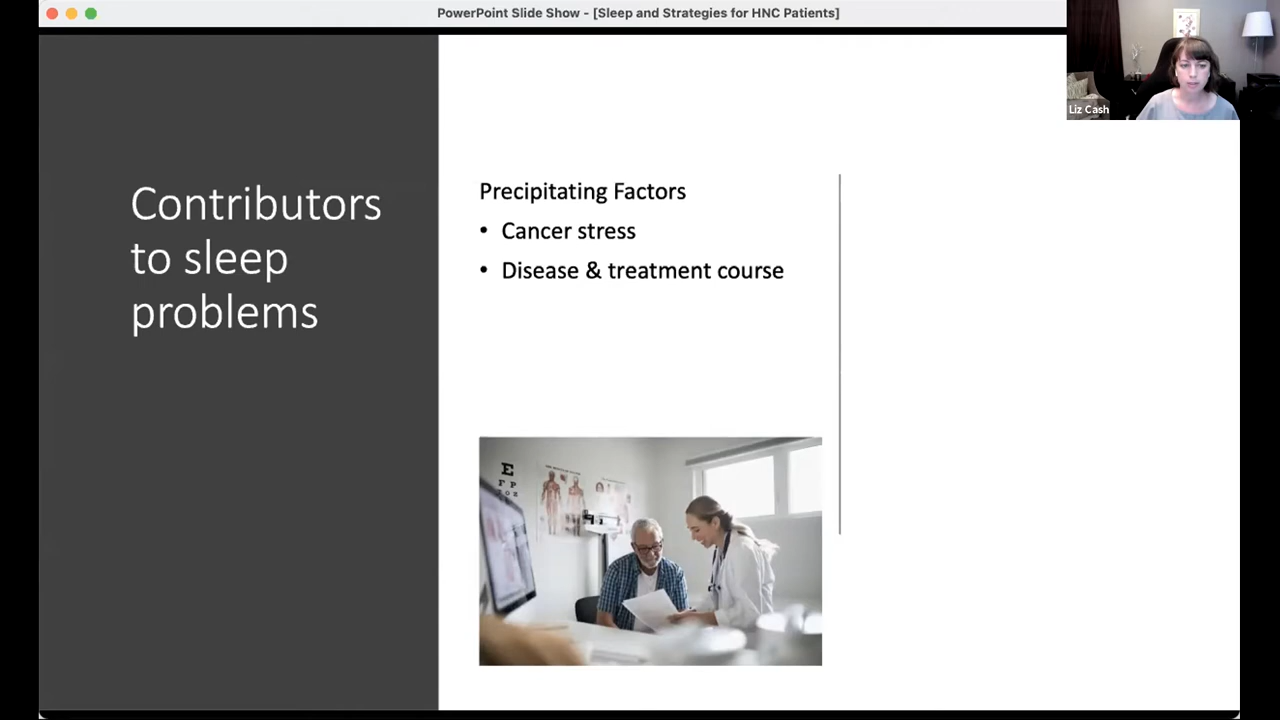 PowerPoint Slide Show - [Sleep and Strategies for HNC Patients]
Liz Cash
Contributors
to sleep
problems
Precipitating Factors
• Cancer stress
• Disease & treatment course
E
F P
T O Z